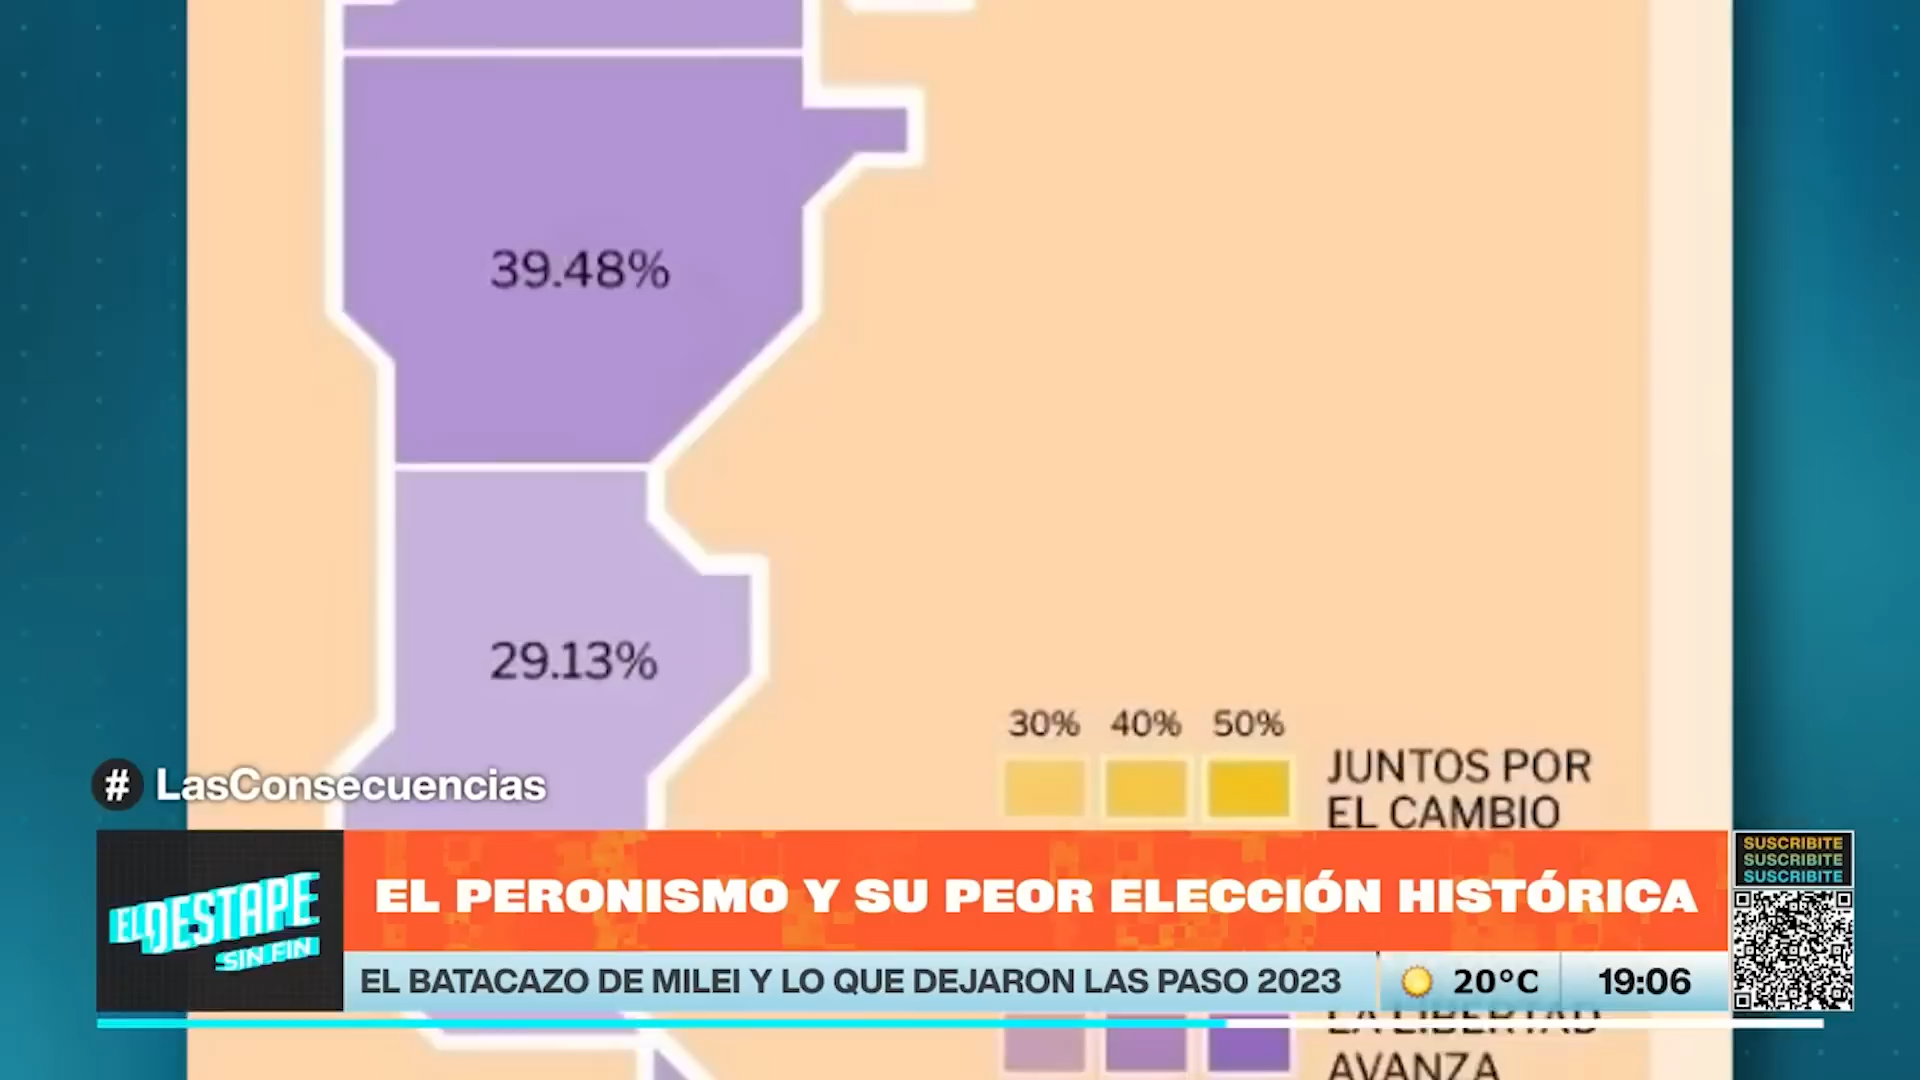 39.48%
29.13%
30% 40% 50%
JUNTOS POR
EL CAMBIO
# LasConsecuencias
EL DESTAPE
SIN FIN
EL PERONISMO Y SU PEOR ELECCIÓN HISTÓRICA
SUSCRIBITE
SUSCRIBITE
SUSCRIBITE
EL BATACAZO DE MILEI Y LO QUE DEJARON LAS PASO 2023
20°C
19:06
LA LIBERTAD
AVANZA